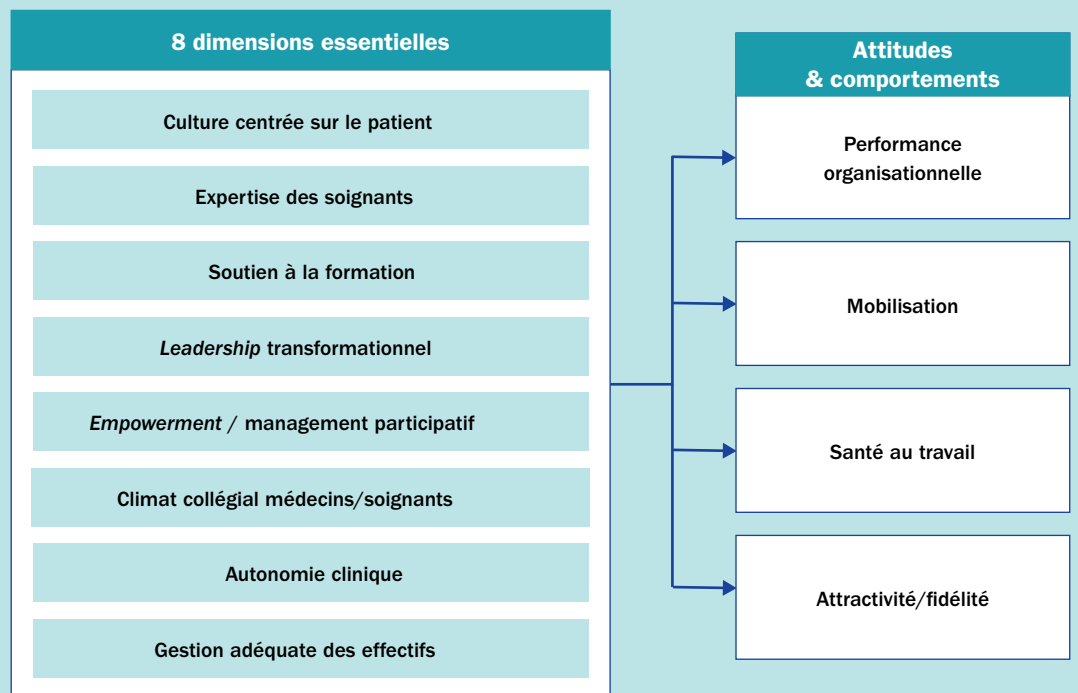 8 dimensions essentielles
Culture centrée sur le patient
Expertise des soignants
Soutien à la formation
Leadership transformationnel
Empowerment / management participatif
Climat collégial médecins/soignants
Autonomie clinique
Gestion adéquate des effectifs
Attitudes
& comportements
Performance
organisationnelle
Mobilisation
Santé au travail
Attractivité/fidélité